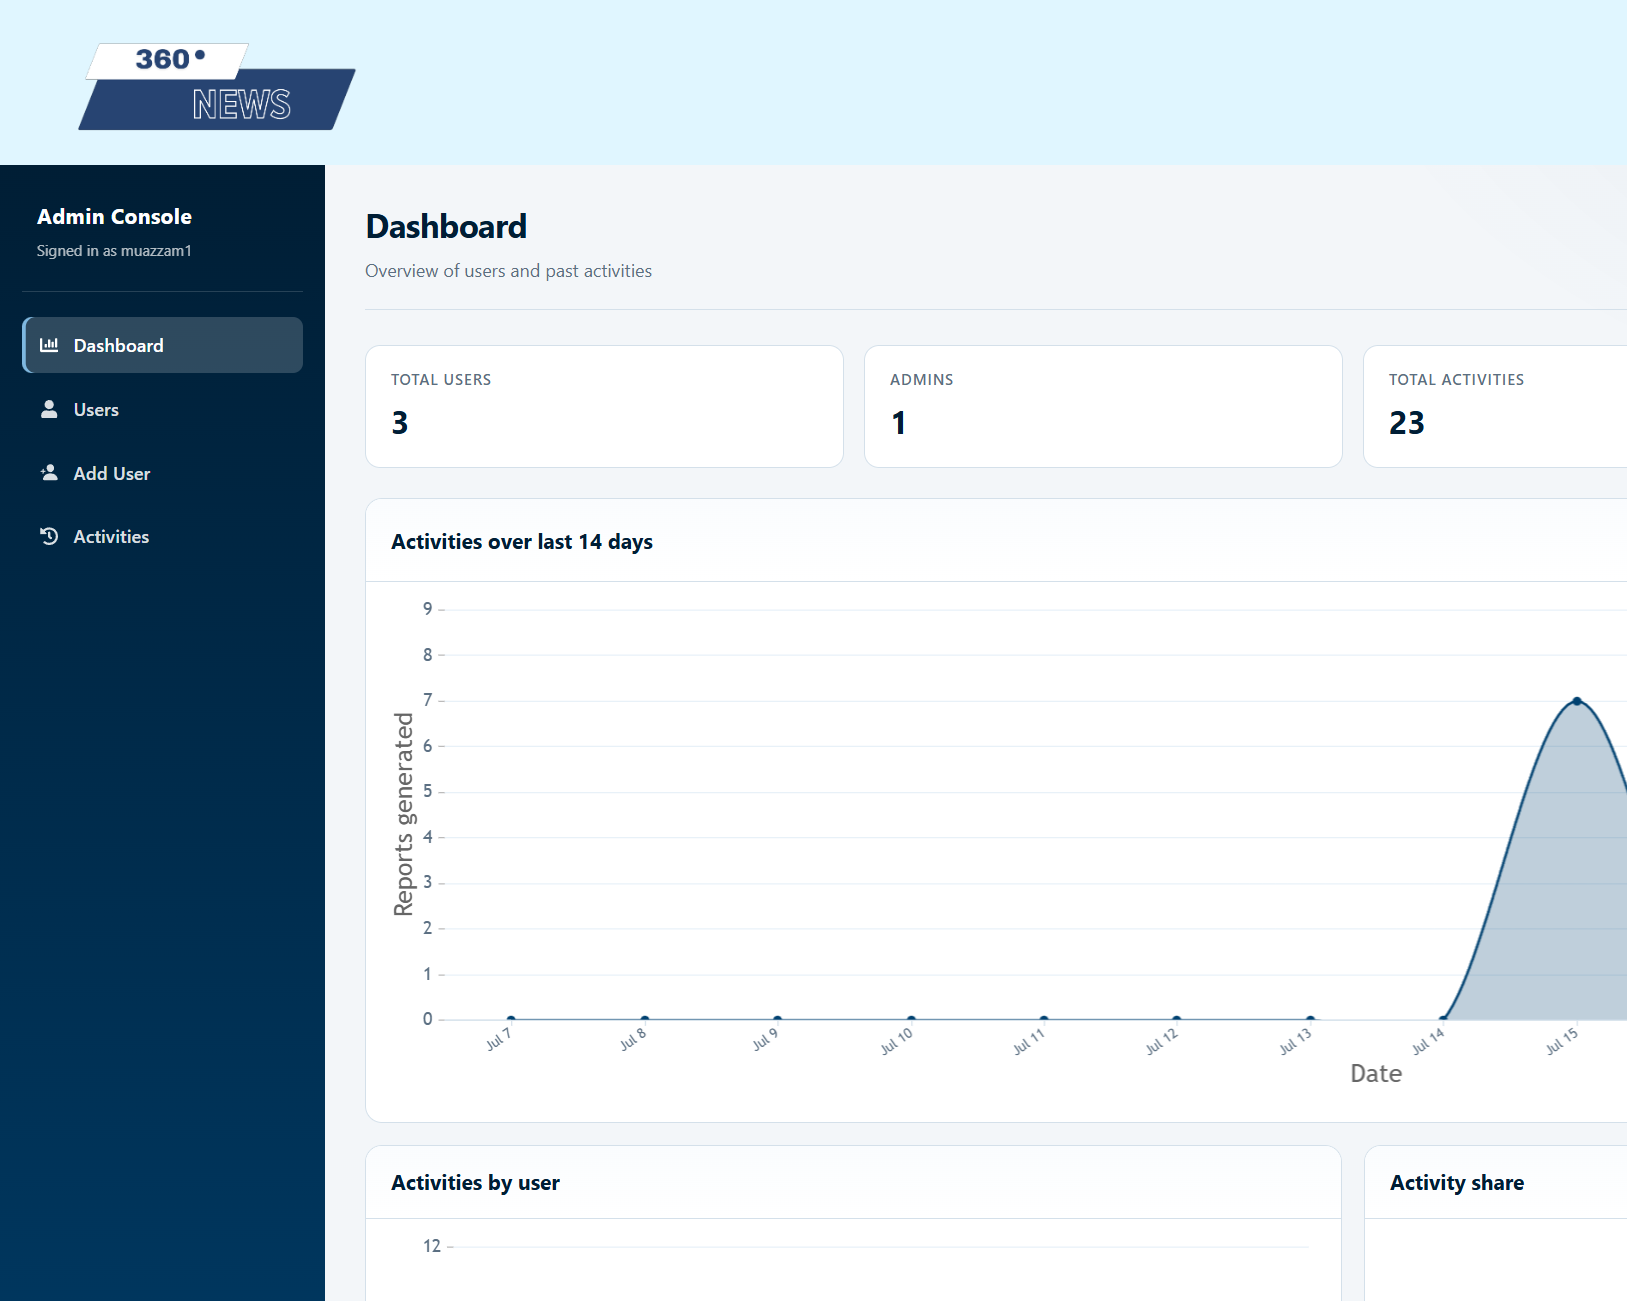 360°
NEWS
Admin Console
Signed in as muazzam1
Dashboard
Users
Add User
Activities
Dashboard
Overview of users and past activities
TOTAL USERS
3
ADMINS
1
TOTAL ACTIVITIES
23
Activities over last 14 days
9
8
7
6
5
4
3
2
1
0
Reports generated
Jul 7
Jul 8
Jul 9
Jul 10
Jul 11
Jul 12
Jul 13
Jul 14
Jul 15
Date
Activities by user
12
Activity share